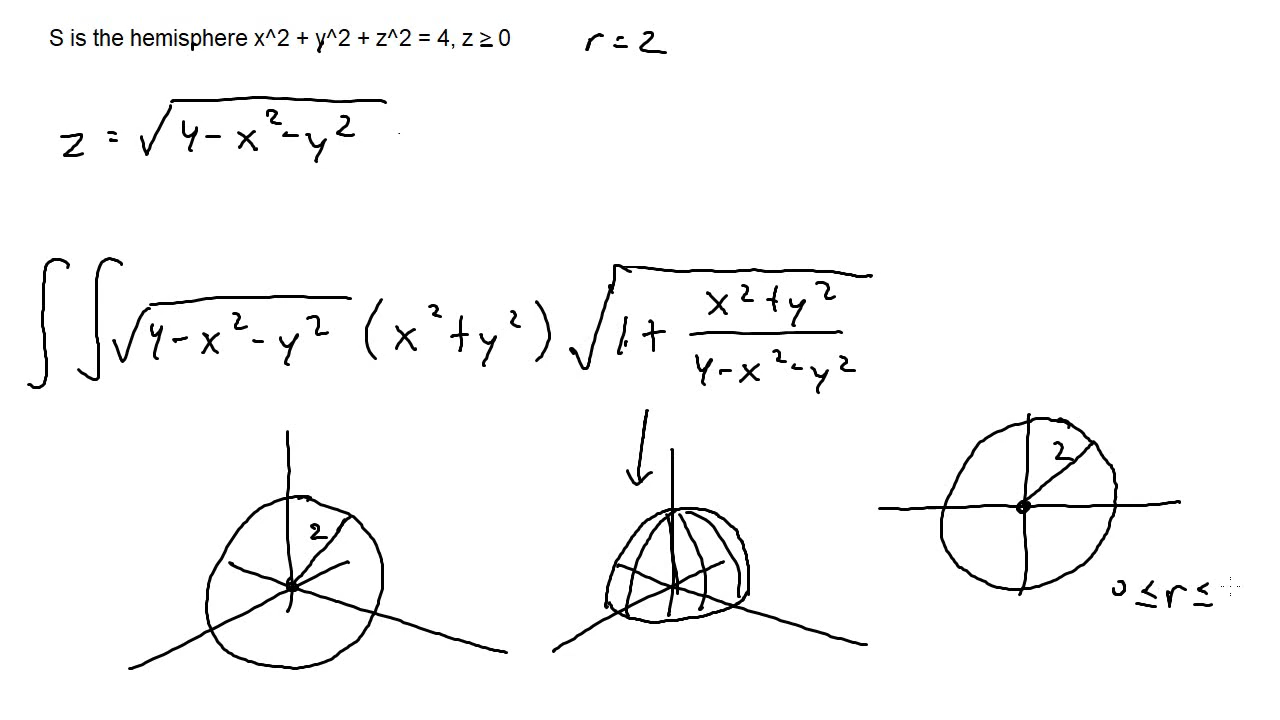 S is the hemisphere x^2 + y^2 + z^2 = 4, z ≥ 0
r = 2
z = √(4 - x² - y²)
∫∫ √(4 - x² - y²) (x² + y²) √(1 + (x² + y²)/(4 - x² - y²))
2
2
0 ≤ r ≤